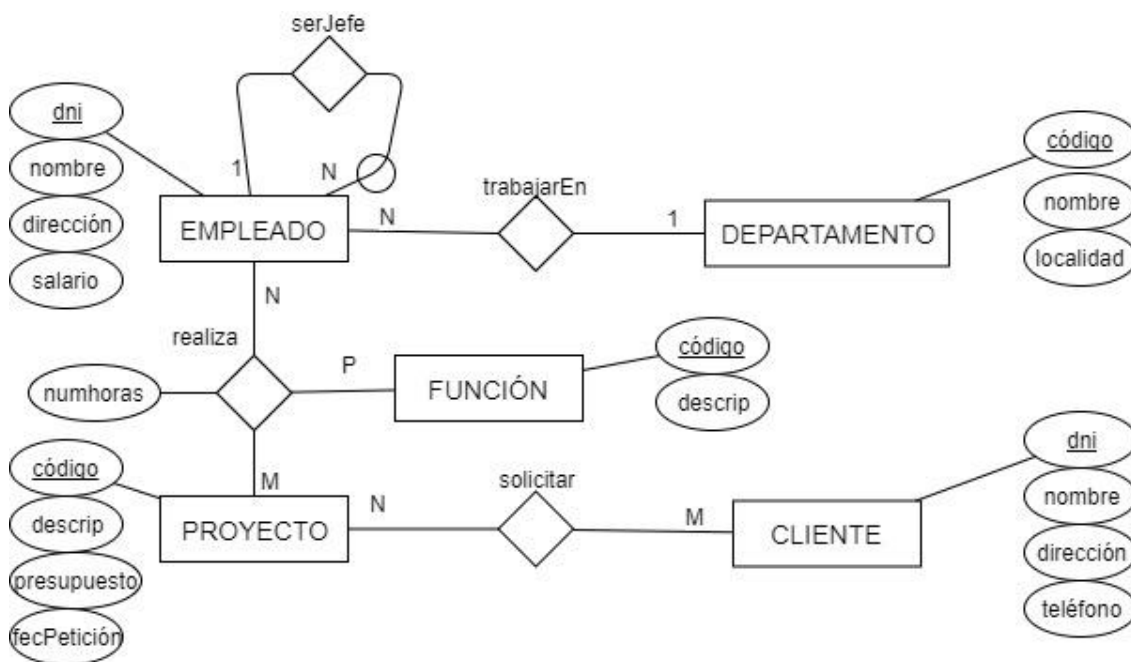 serJefe
dni
nombre
dirección
salario
1
N
EMPLEADO
N
trabajarEn
1
DEPARTAMENTO
código
nombre
localidad
N
realiza
numhoras
P
FUNCIÓN
código
descrip
M
código
descrip
presupuesto
fecPetición
PROYECTO
N
solicitar
M
CLIENTE
dni
nombre
dirección
teléfono